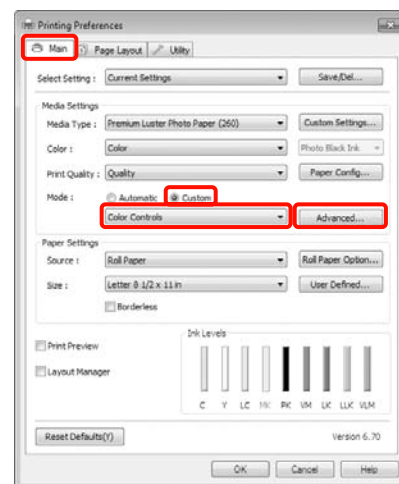 Printing Preferences
Main Page Layout Utility
Select Setting : Current Settings Save/Del...
Media Settings
Media Type : Premium Luster Photo Paper (260) Custom Settings...
Color : Color Photo Black Ink
Print Quality : Quality Paper Config...
Mode : Automatic Custom
Color Controls Advanced...
Paper Settings
Source : Roll Paper Roll Paper Option...
Size : Letter 8 1/2 x 11 in User Defined...
Borderless
Ink Levels
Print Preview
Layout Manager
C Y LC MK PK VM LK LLK VLM
Reset Defaults(Y) Version 6.70
OK Cancel Help